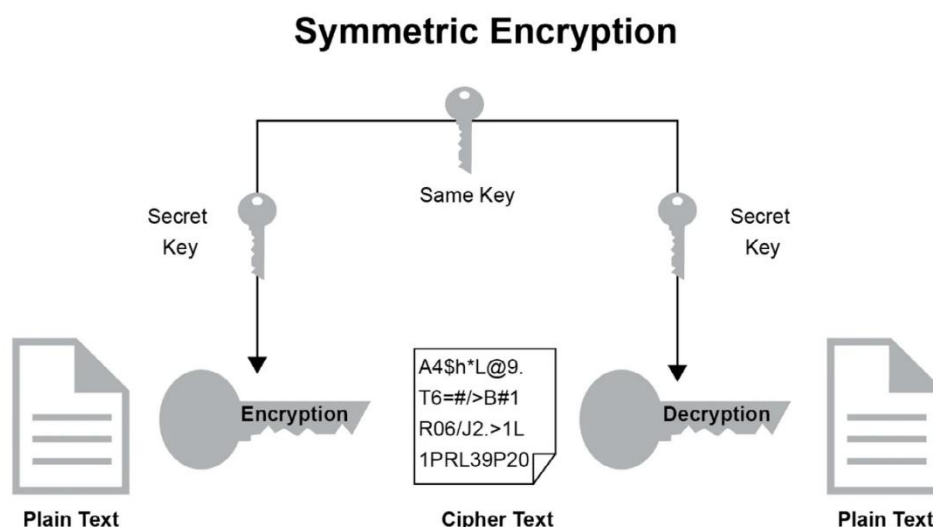 Symmetric Encryption
Same Key
Secret
Key
Secret
Key
Encryption
A4$h*L@9.
T6=#/>B#1
R06/J2.>1L
1PRL39P20
Decryption
Plain Text
Cipher Text
Plain Text